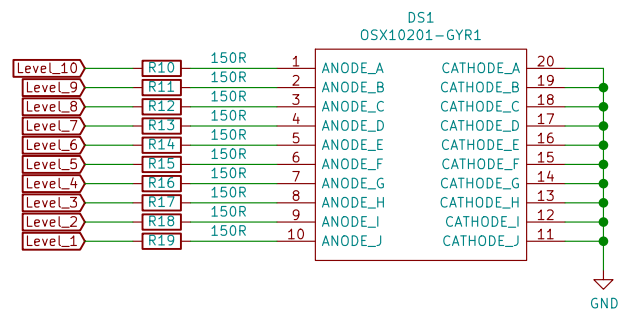 DS1
OSX10201-GYR1
Level_10 R10 150R 1 ANODE_A CATHODE_A 20
Level_9 R11 150R 2 ANODE_B CATHODE_B 19
Level_8 R12 150R 3 ANODE_C CATHODE_C 18
Level_7 R13 150R 4 ANODE_D CATHODE_D 17
Level_6 R14 150R 5 ANODE_E CATHODE_E 16
Level_5 R15 150R 6 ANODE_F CATHODE_F 15
Level_4 R16 150R 7 ANODE_G CATHODE_G 14
Level_3 R17 150R 8 ANODE_H CATHODE_H 13
Level_2 R18 150R 9 ANODE_I CATHODE_I 12
Level_1 R19 150R 10 ANODE_J CATHODE_J 11
GND